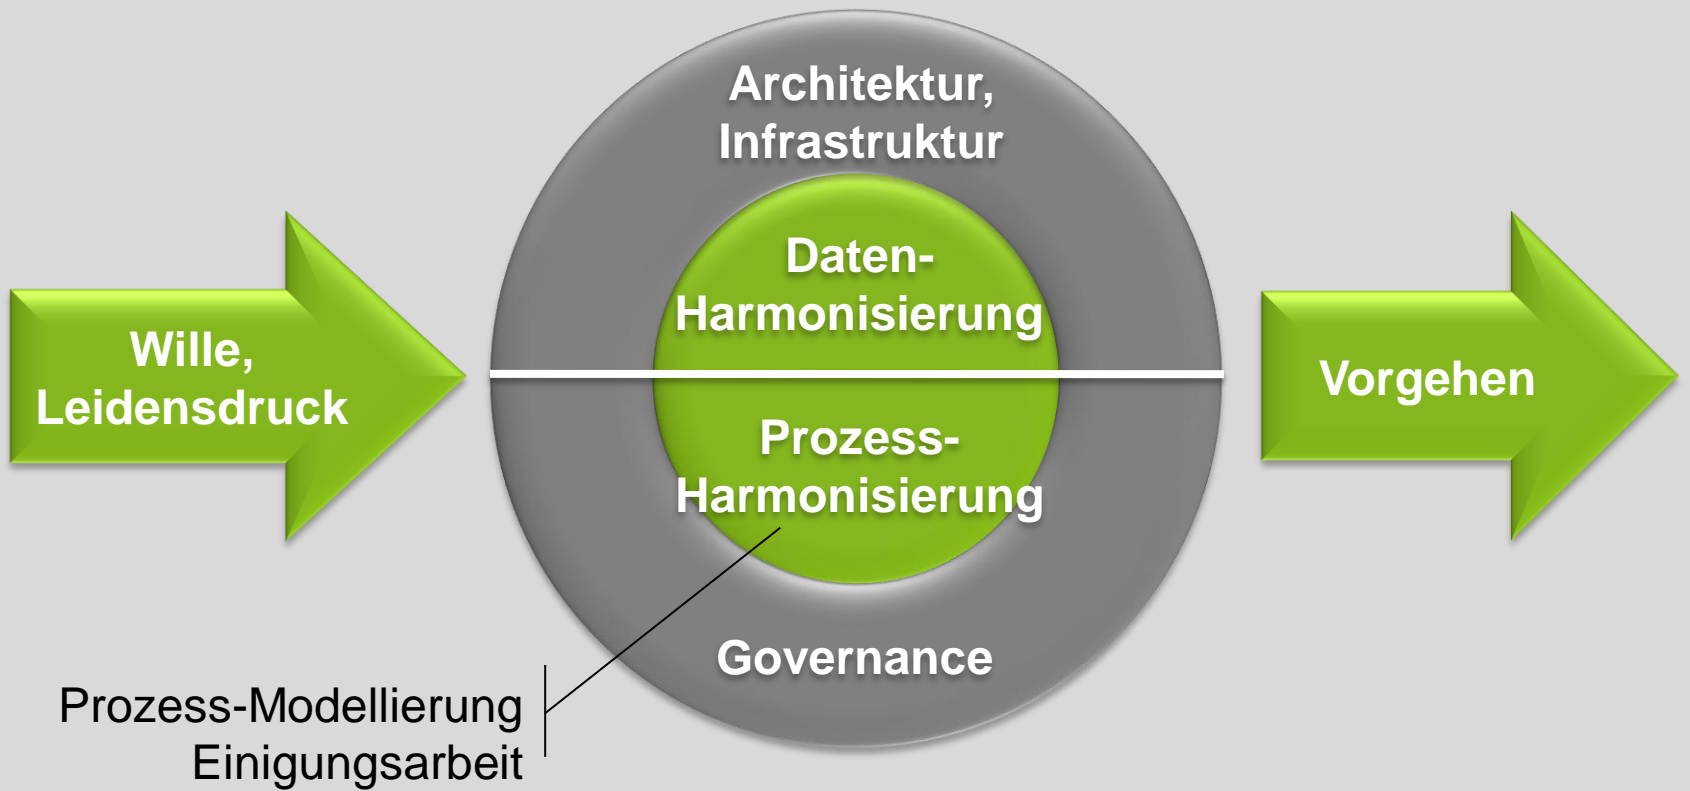 Architektur,
Infrastruktur
Daten-
Harmonisierung
Wille,
Leidensdruck
Vorgehen
Prozess-
Harmonisierung
Governance
Prozess-Modellierung
Einigungsarbeit